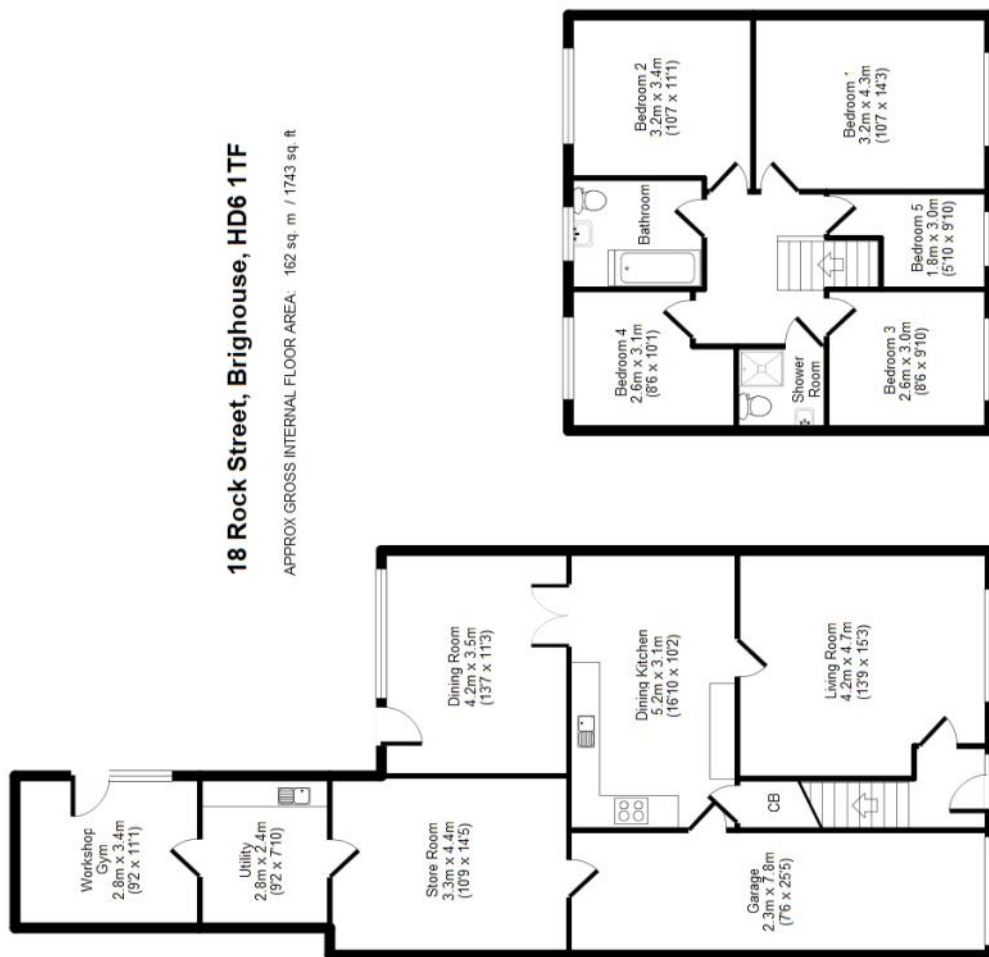 18 Rock Street, Brighouse, HD6 1TF
APPROX GROSS INTERNAL FLOOR AREA: 162 sq. m / 1743 sq. ft
Workshop
Gym
2.8m x 3.4m
(9'2 x 11'1)
Utility
2.8m x 2.4m
(9'2 x 7'10)
Store Room
3.3m x 4.4m
(10'9 x 14'5)
Garage
2.3m x 7.8m
(7'6 x 25'5)
Dining Room
4.2m x 3.5m
(13'7 x 11'3)
Dining Kitchen
5.2m x 3.1m
(16'10 x 10'2)
CB
Living Room
4.2m x 4.7m
(13'9 x 15'3)
Bedroom 4
2.6m x 3.1m
(8'6 x 10'1)
Shower
Room
Bedroom 3
2.6m x 3.0m
(8'6 x 9'10)
Bathroom
Bedroom 5
1.8m x 3.0m
(5'10 x 9'10)
Bedroom 2
3.2m x 3.4m
(10'7 x 11'1)
Bedroom 1
3.2m x 4.3m
(10'7 x 14'3)